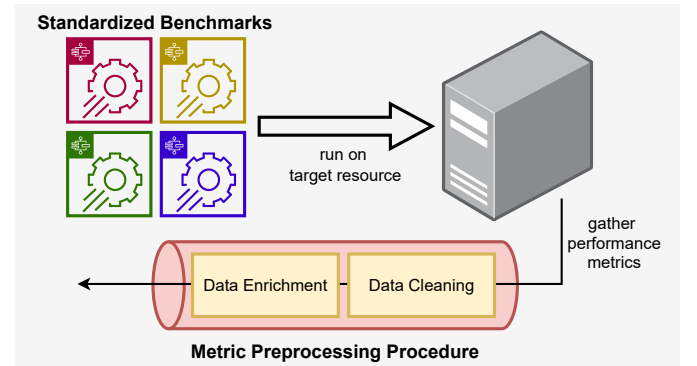 Standardized Benchmarks
run on
target resource
gather
performance
metrics
Data Enrichment
Data Cleaning
Metric Preprocessing Procedure